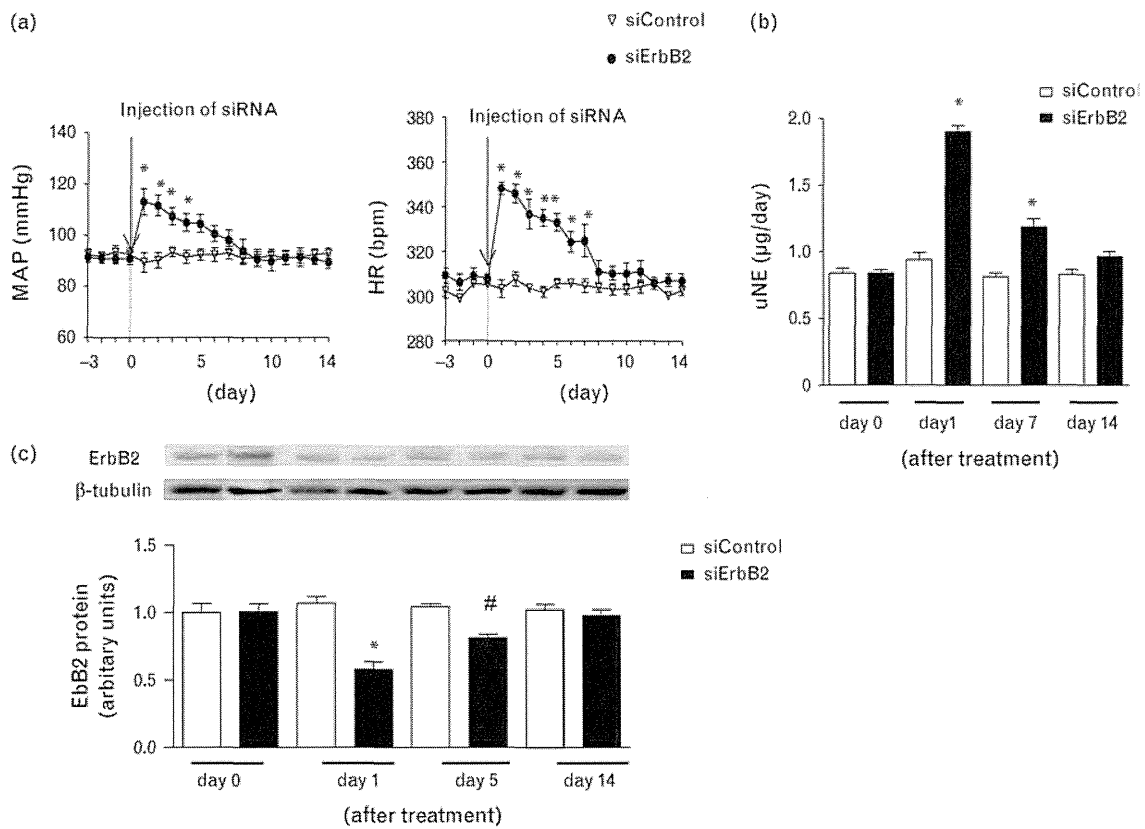 (a)
▽ siControl
● siErbB2
Injection of siRNA
MAP (mmHg)
140
120
100
80
60
−3 0 5 10 14
(day)
* * * *
Injection of siRNA
HR (bpm)
380
360
340
320
300
280
−3 0 5 10 14
(day)
* * * * * * *
(b)
siControl
siErbB2
uNE (µg/day)
2.0
1.5
1.0
0.5
0
*
*
day 0 day1 day 7 day 14
(after treatment)
(c)
ErbB2
β-tubulin
siControl
siErbB2
EbB2 protein
(arbitary units)
1.5
1.0
0.5
0.0
*
#
day 0 day 1 day 5 day 14
(after treatment)